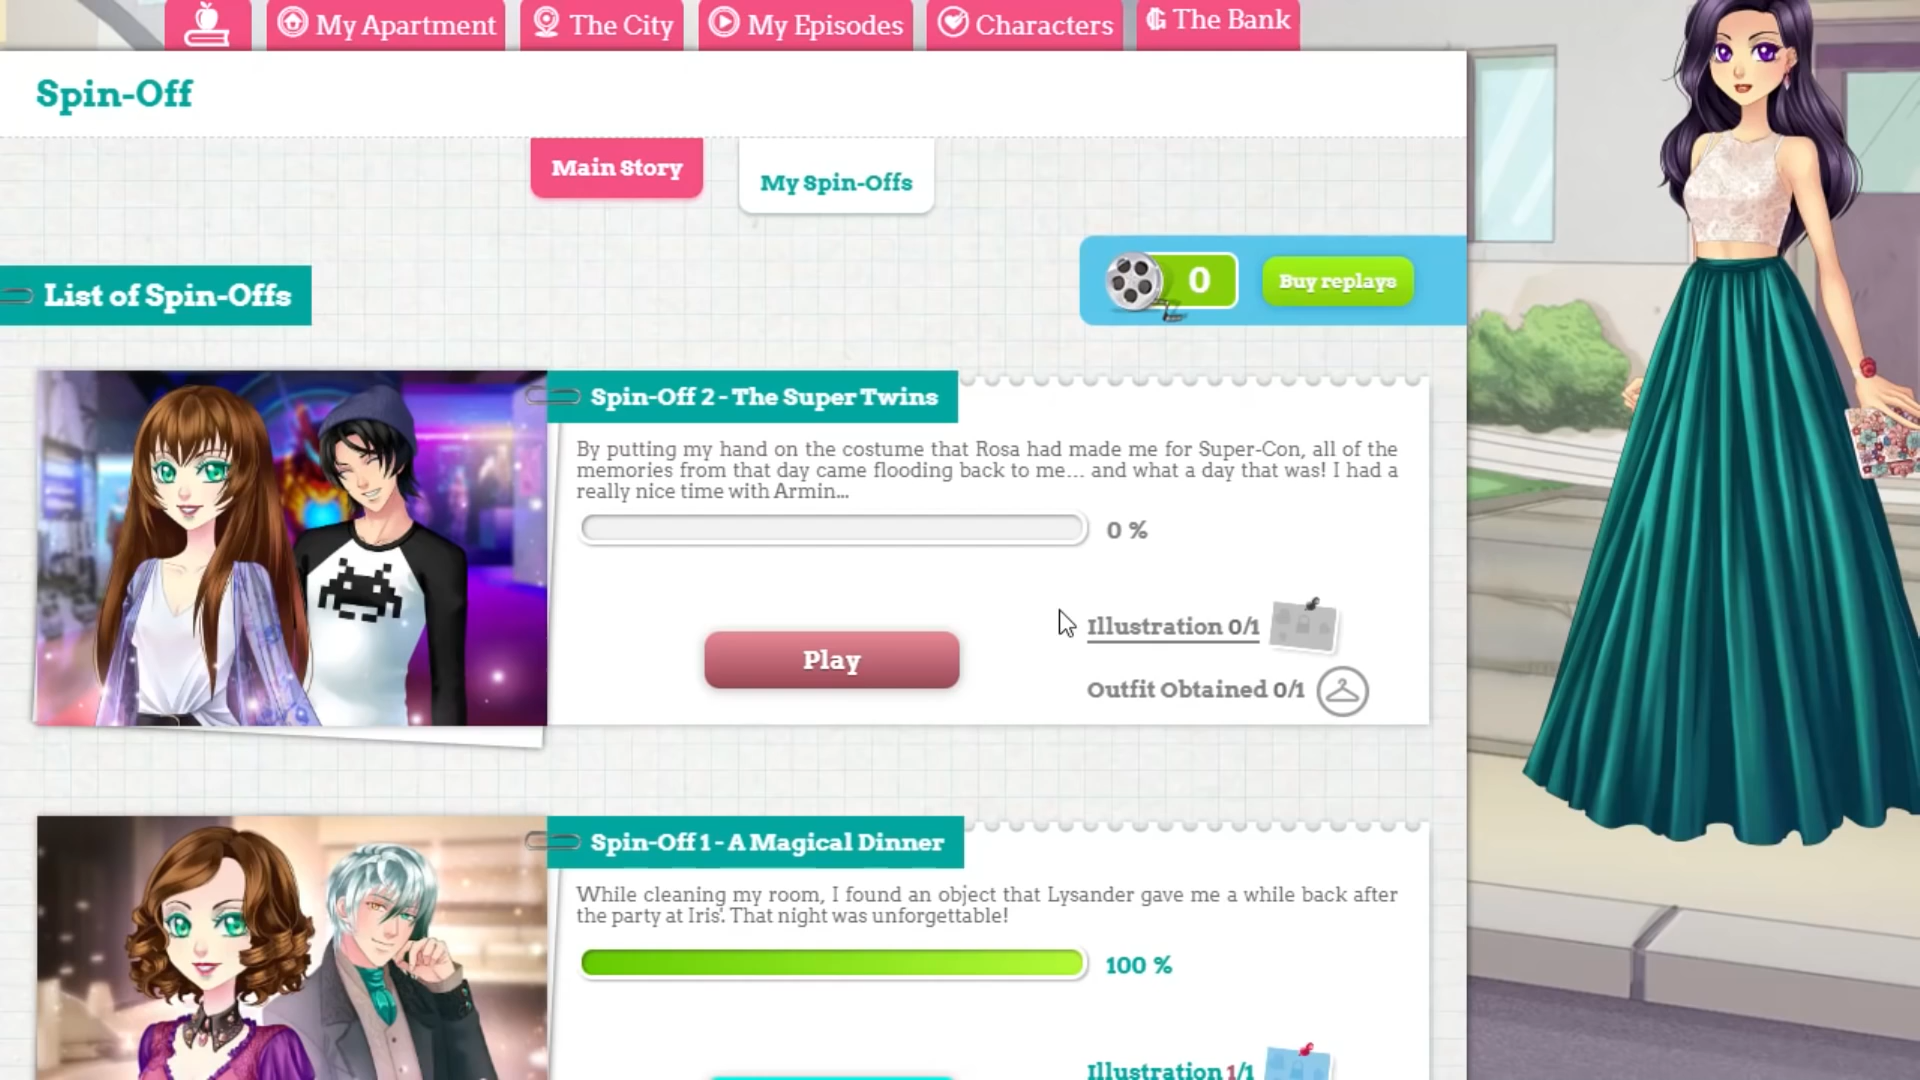 My Apartment
The City
My Episodes
Characters
The Bank
Spin-Off
Main Story
My Spin-Offs
List of Spin-Offs
0
Buy replays
Spin-Off 2 - The Super Twins
By putting my hand on the costume that Rosa had made me for Super-Con, all of the
memories from that day came flooding back to me... and what a day that was! I had a
really nice time with Armin...
0 %
Illustration 0/1
Play
Outfit Obtained 0/1
Spin-Off 1 - A Magical Dinner
While cleaning my room, I found an object that Lysander gave me a while back after
the party at Iris'. That night was unforgettable!
100 %
Illustration 1/1